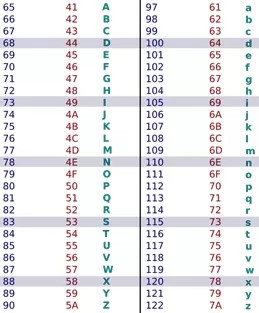 65 41 A 97 61 a
66 42 B 98 62 b
67 43 C 99 63 c
68 44 D 100 64 d
69 45 E 101 65 e
70 46 F 102 66 f
71 47 G 103 67 g
72 48 H 104 68 h
73 49 I 105 69 i
74 4A J 106 6A j
75 4B K 107 6B k
76 4C L 108 6C l
77 4D M 109 6D m
78 4E N 110 6E n
79 4F O 111 6F o
80 50 P 112 70 p
81 51 Q 113 71 q
82 52 R 114 72 r
83 53 S 115 73 s
84 54 T 116 74 t
85 55 U 117 75 u
86 56 V 118 76 v
87 57 W 119 77 w
88 58 X 120 78 x
89 59 Y 121 79 y
90 5A Z 122 7A z